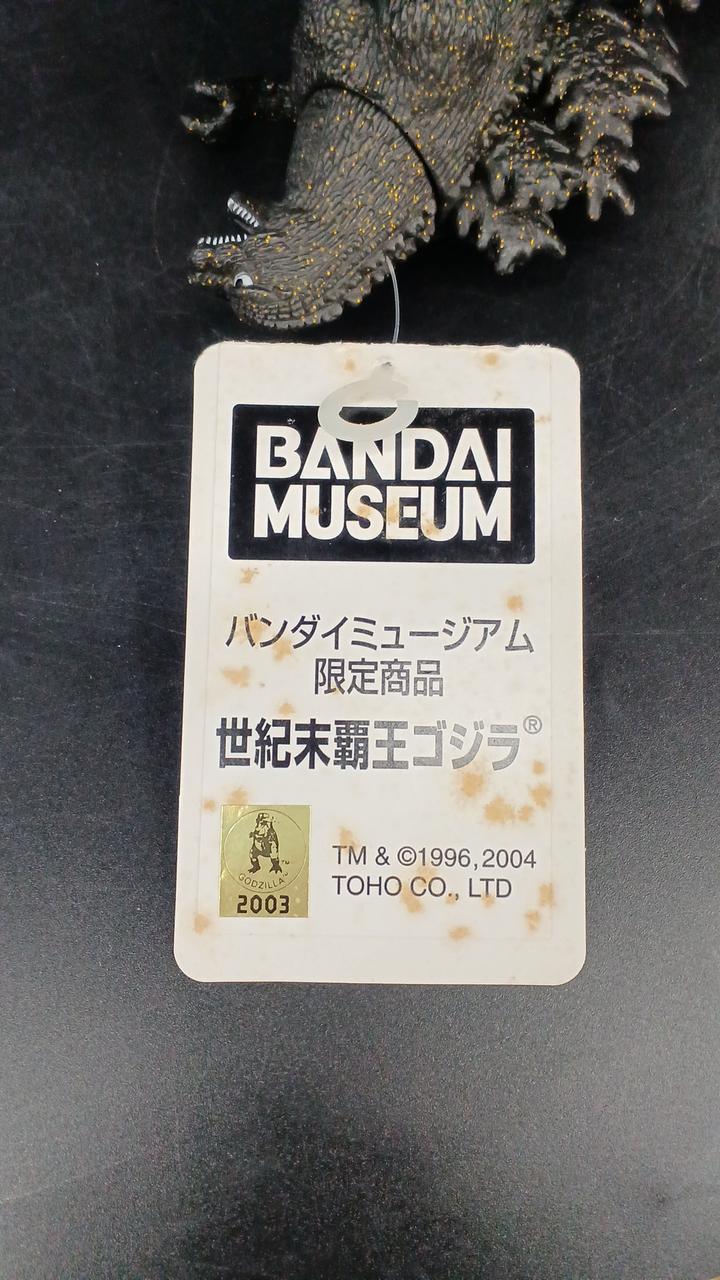 BANDAI
MUSEUM
バンダイミュージアム
限定商品
世紀末覇王ゴジラ®
GODZILLA TM
2003
TM & ©1996,2004
TOHO CO., LTD